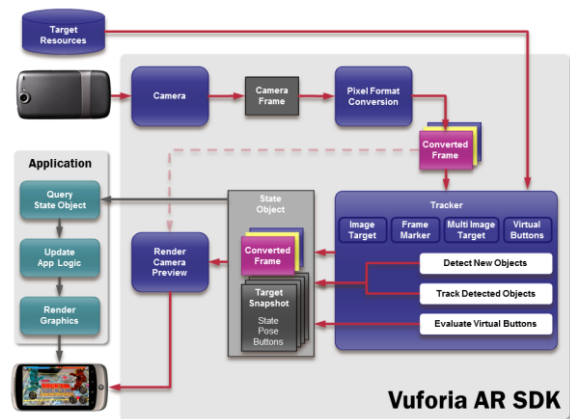 Target
Resources
Camera
Camera
Frame
Pixel Format
Conversion
Converted
Frame
Application
Query
State Object
Update
App Logic
Render
Graphics
Render
Camera
Preview
State
Object
Converted
Frame
Target
Snapshot
State
Pose
Buttons
Tracker
Image
Target
Frame
Marker
Multi Image
Target
Virtual
Buttons
Detect New Objects
Track Detected Objects
Evaluate Virtual Buttons
Vuforia AR SDK